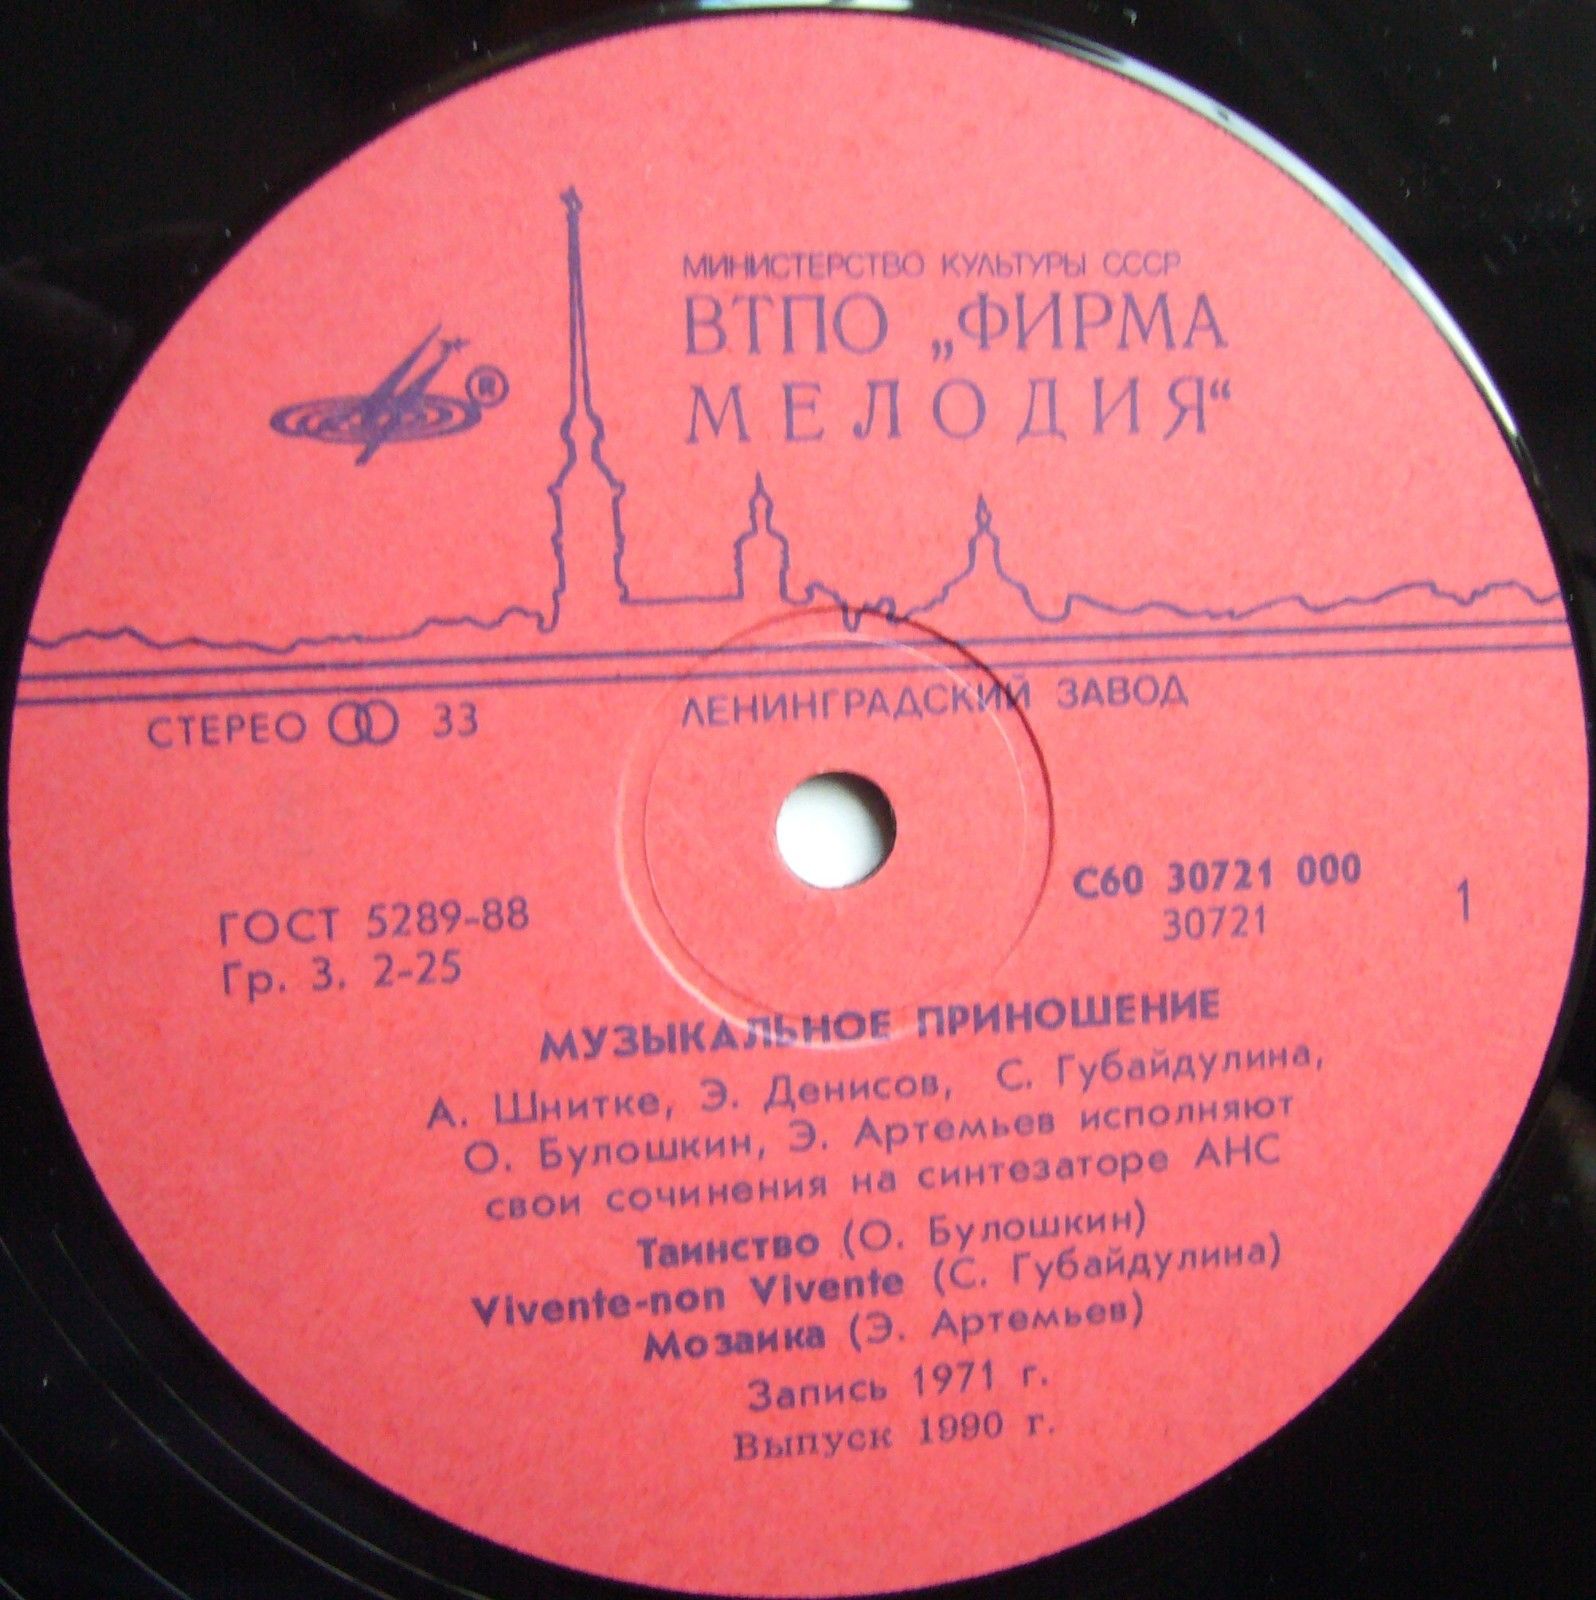 МИНИСТЕРСТВО КУЛЬТУРЫ СССР
ВТПО „ФИРМА
МЕЛОДИЯ“
®
СТЕРЕО 33
ЛЕНИНГРАДСКИЙ ЗАВОД
ГОСТ 5289-88
Гр. 3. 2-25
С60 30721 000
30721
1
МУЗЫКАЛЬНОЕ ПРИНОШЕНИЕ
А. Шнитке, Э. Денисов, С. Губайдулина,
О. Булошкин, Э. Артемьев исполняют
свои сочинения на синтезаторе АНС
Таинство (О. Булошкин)
Vivente-non Vivente (С. Губайдулина)
Мозаика (Э. Артемьев)
Запись 1971 г.
Выпуск 1990 г.